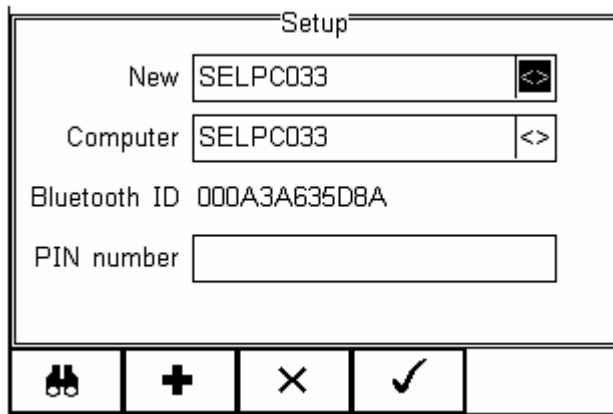 Setup
New SELPC033 <>
Computer SELPC033 <>
Bluetooth ID 000A3A635D8A
PIN number